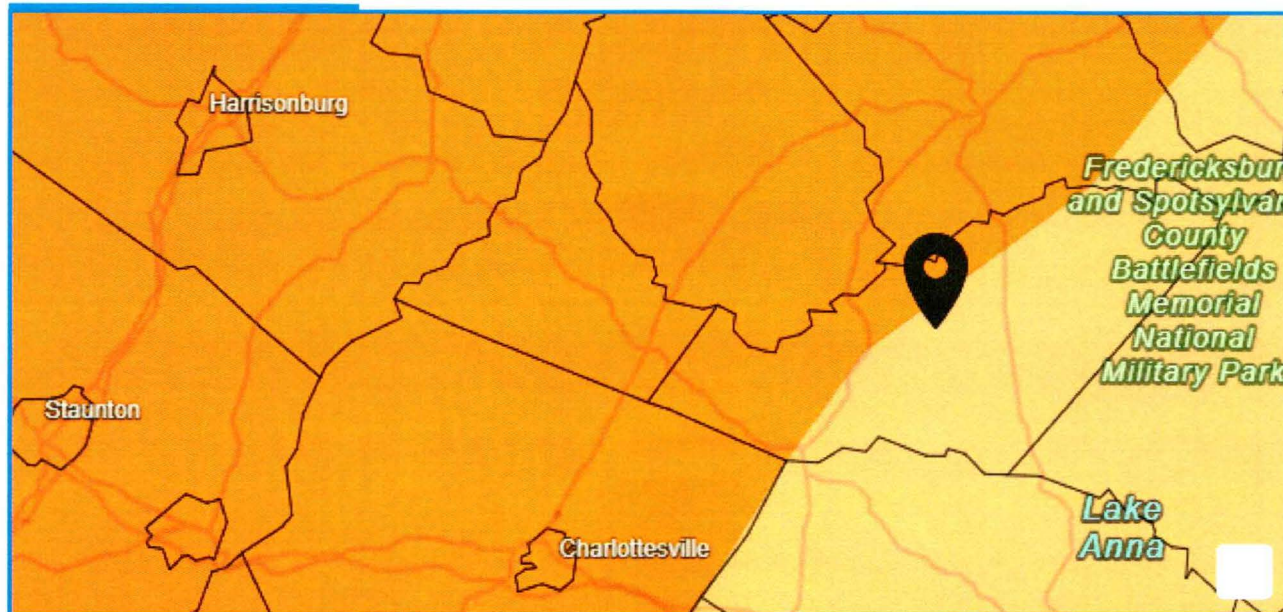 Harrisonburg
Fredericksbur
and Spotsylvan
County
Battlefields
Memorial
National
Military Park
Staunton
Charlottesville
Lake
Anna